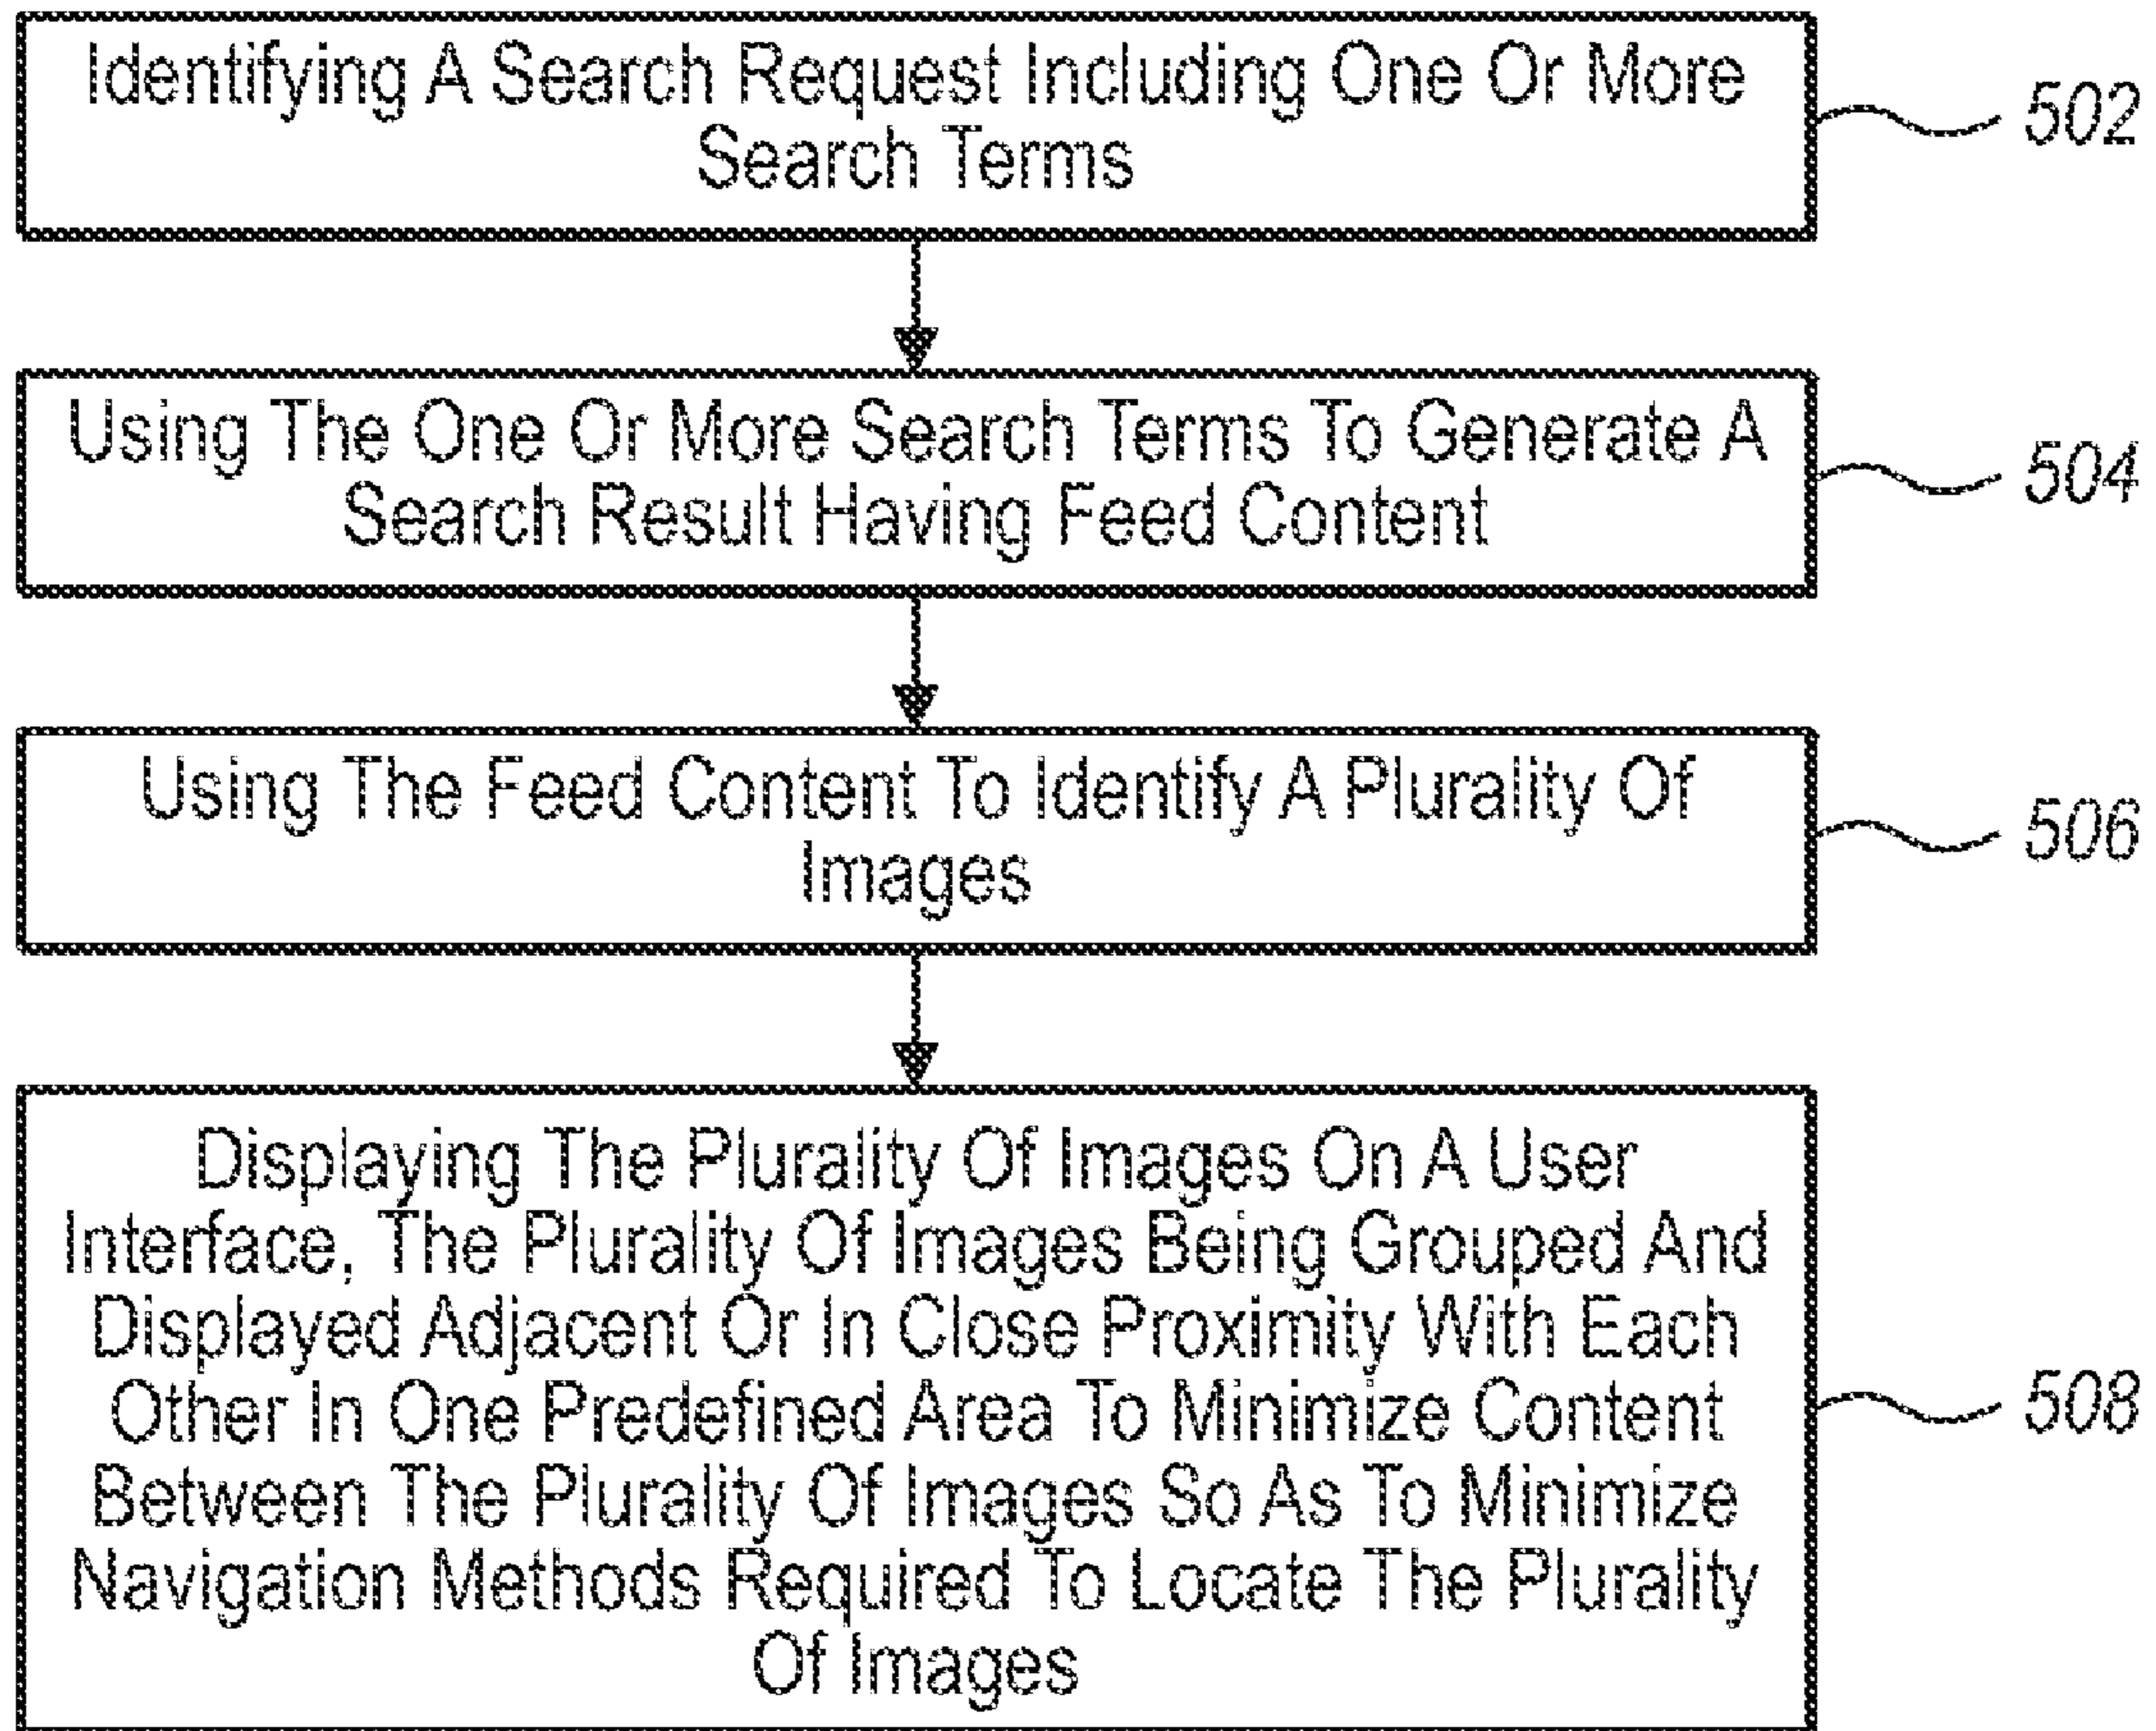 Identifying A Search Request Including One Or More
Search Terms
502
Using The One Or More Search Terms To Generate A
Search Result Having Feed Content
504
Using The Feed Content To Identify A Plurality Of
Images
506
Displaying The Plurality Of Images On A User
Interface, The Plurality Of Images Being Grouped And
Displayed Adjacent Or In Close Proximity With Each
Other In One Predefined Area To Minimize Content
Between The Plurality Of Images So As To Minimize
Navigation Methods Required To Locate The Plurality
Of Images
508